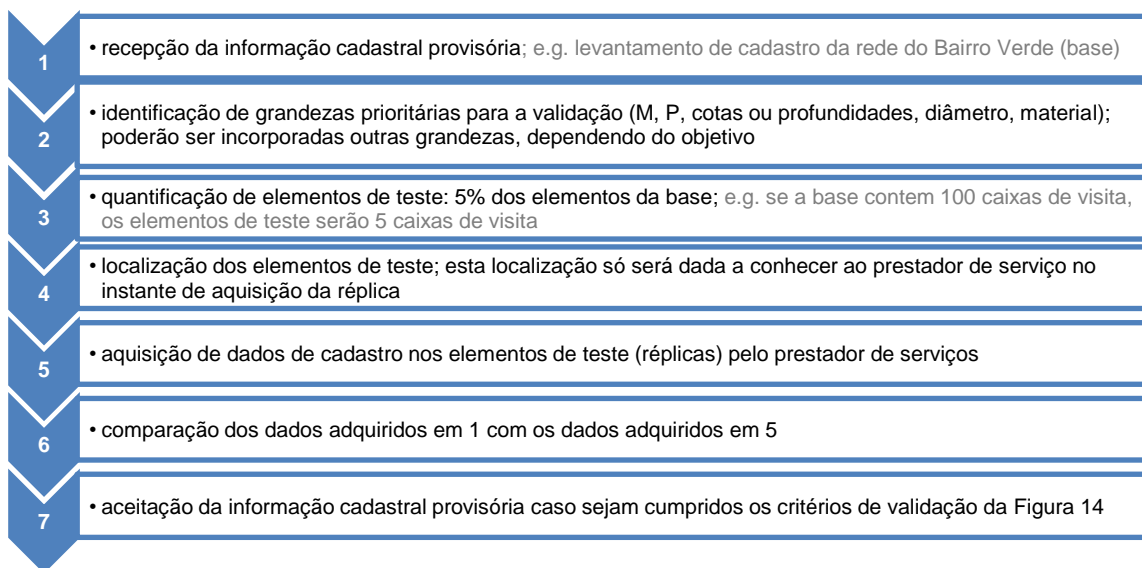 1
• recepção da informação cadastral provisória; e.g. levantamento de cadastro da rede do Bairro Verde (base)
2
• identificação de grandezas prioritárias para a validação (M, P, cotas ou profundidades, diâmetro, material);
poderão ser incorporadas outras grandezas, dependendo do objetivo
3
• quantificação de elementos de teste: 5% dos elementos da base; e.g. se a base contem 100 caixas de visita,
os elementos de teste serão 5 caixas de visita
4
• localização dos elementos de teste; esta localização só será dada a conhecer ao prestador de serviço no
instante de aquisição da réplica
5
• aquisição de dados de cadastro nos elementos de teste (réplicas) pelo prestador de serviços
6
• comparação dos dados adquiridos em 1 com os dados adquiridos em 5
7
• aceitação da informação cadastral provisória caso sejam cumpridos os critérios de validação da Figura 14